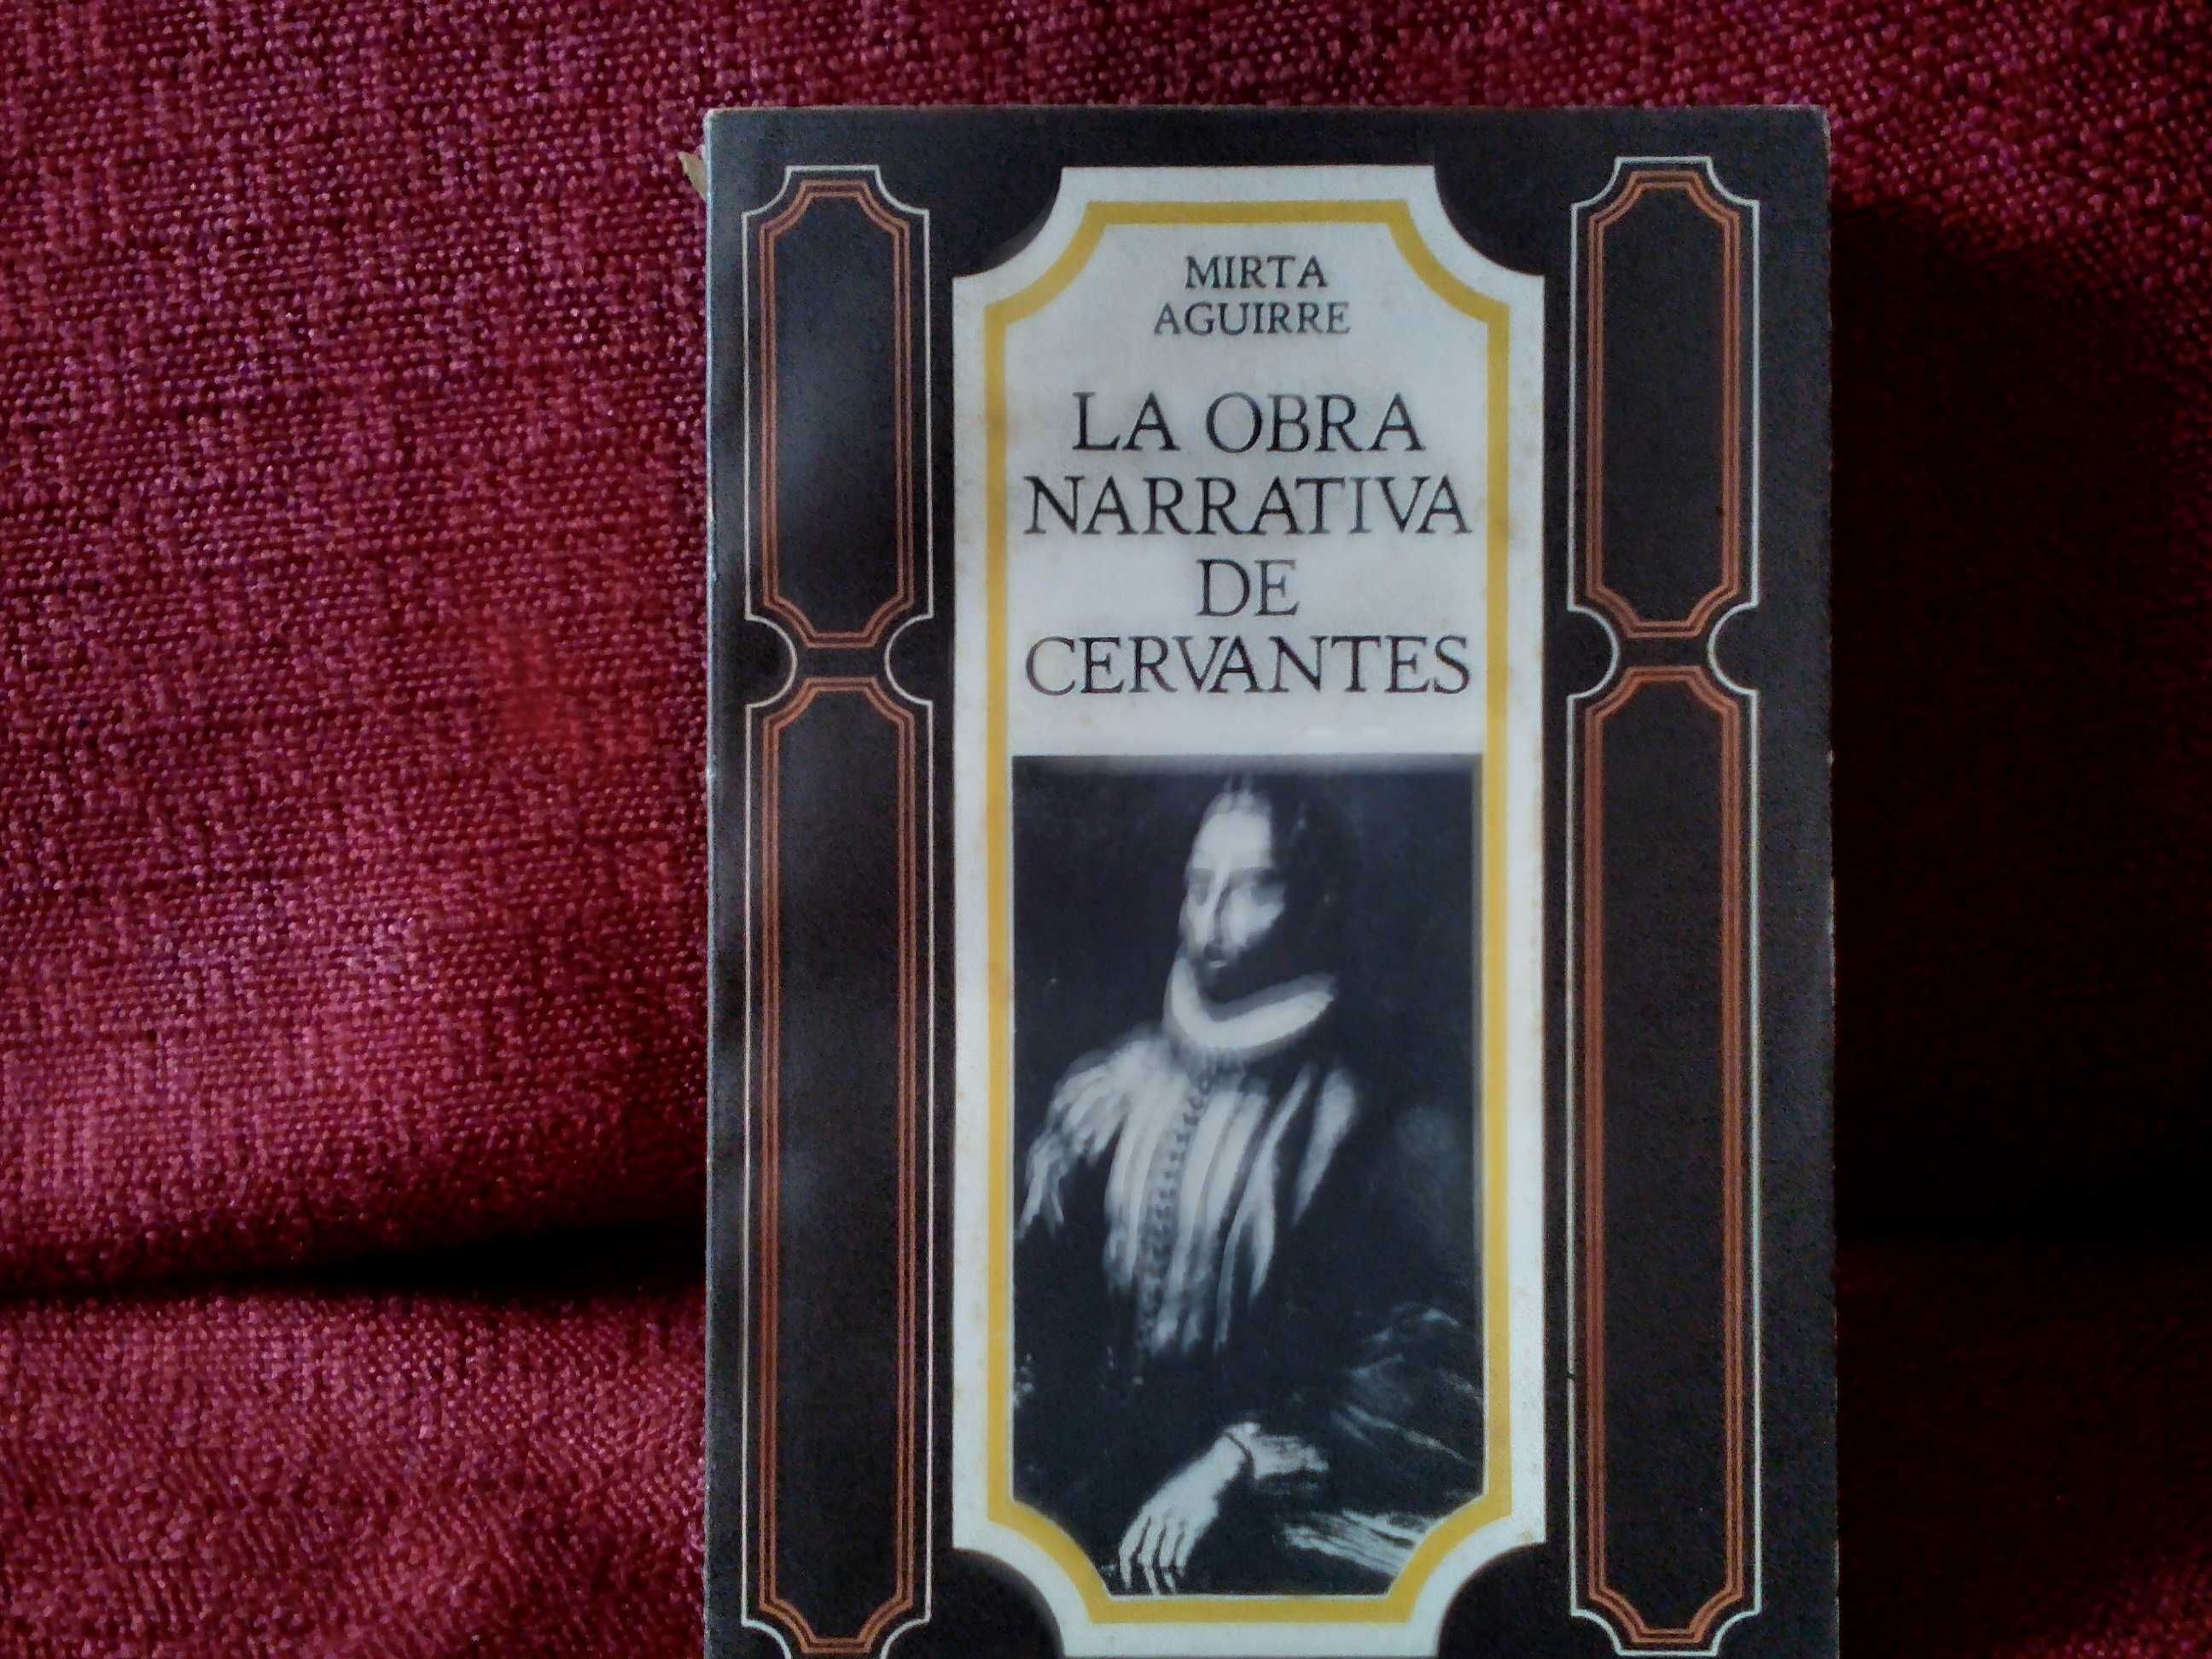 MIRTA
AGUIRRE
LA OBRA
NARRATIVA
DE
CERVANTES